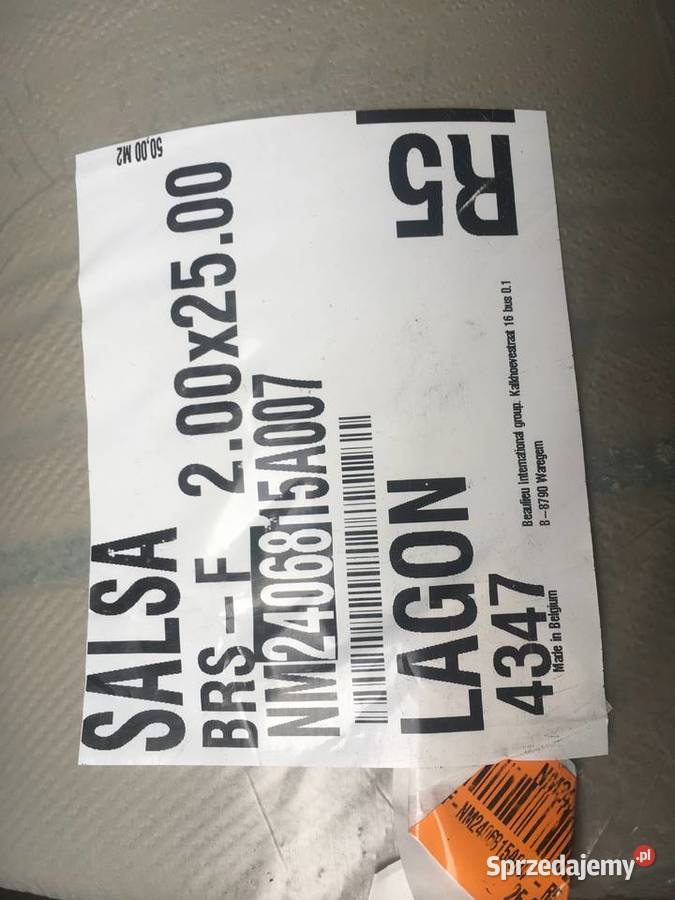 SALSA
BRS-F 2.00x25.00
NM2406815A007
LAGON
4347
R5
50,00 M2
Beaulieu International group. Kalkhoevestraat 16 bus 0.1
B-8790 Waregem
Made in Belgium
Sprzedajemy.pl